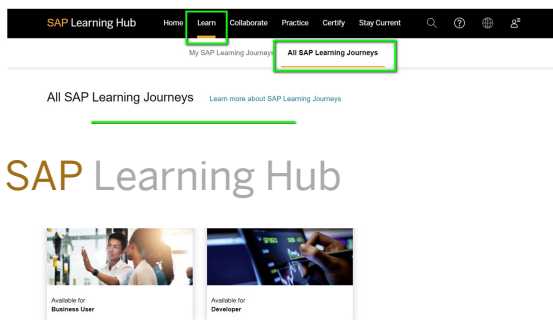 SAP Learning Hub Home Learn Collaborate Practice Certify Stay Current
My SAP Learning Journeys All SAP Learning Journeys
All SAP Learning Journeys Learn more about SAP Learning Journeys
SAP Learning Hub
Available for
Business User
Available for
Developer